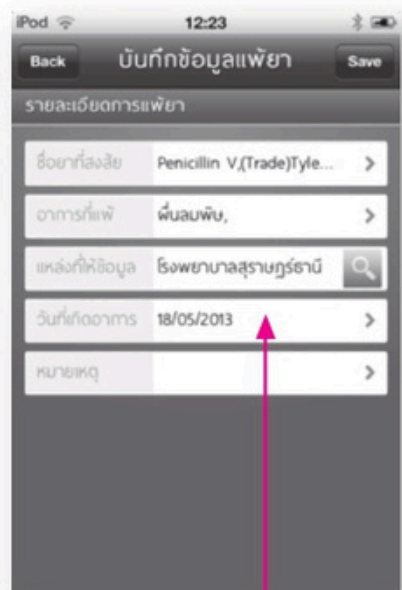 iPod 12:23
Back บันทึกข้อมูลแพ้ยา Save
รายละเอียดการแพ้ยา
ชื่อยาที่สงสัย Penicillin V,(Trade)Tyle...
อาการที่แพ้ ผื่นลมพิษ,
แหล่งที่ให้ข้อมูล โรงพยาบาลสุราษฎร์ธานี
วันที่เกิดอาการ 18/05/2013
หมายเหตุ